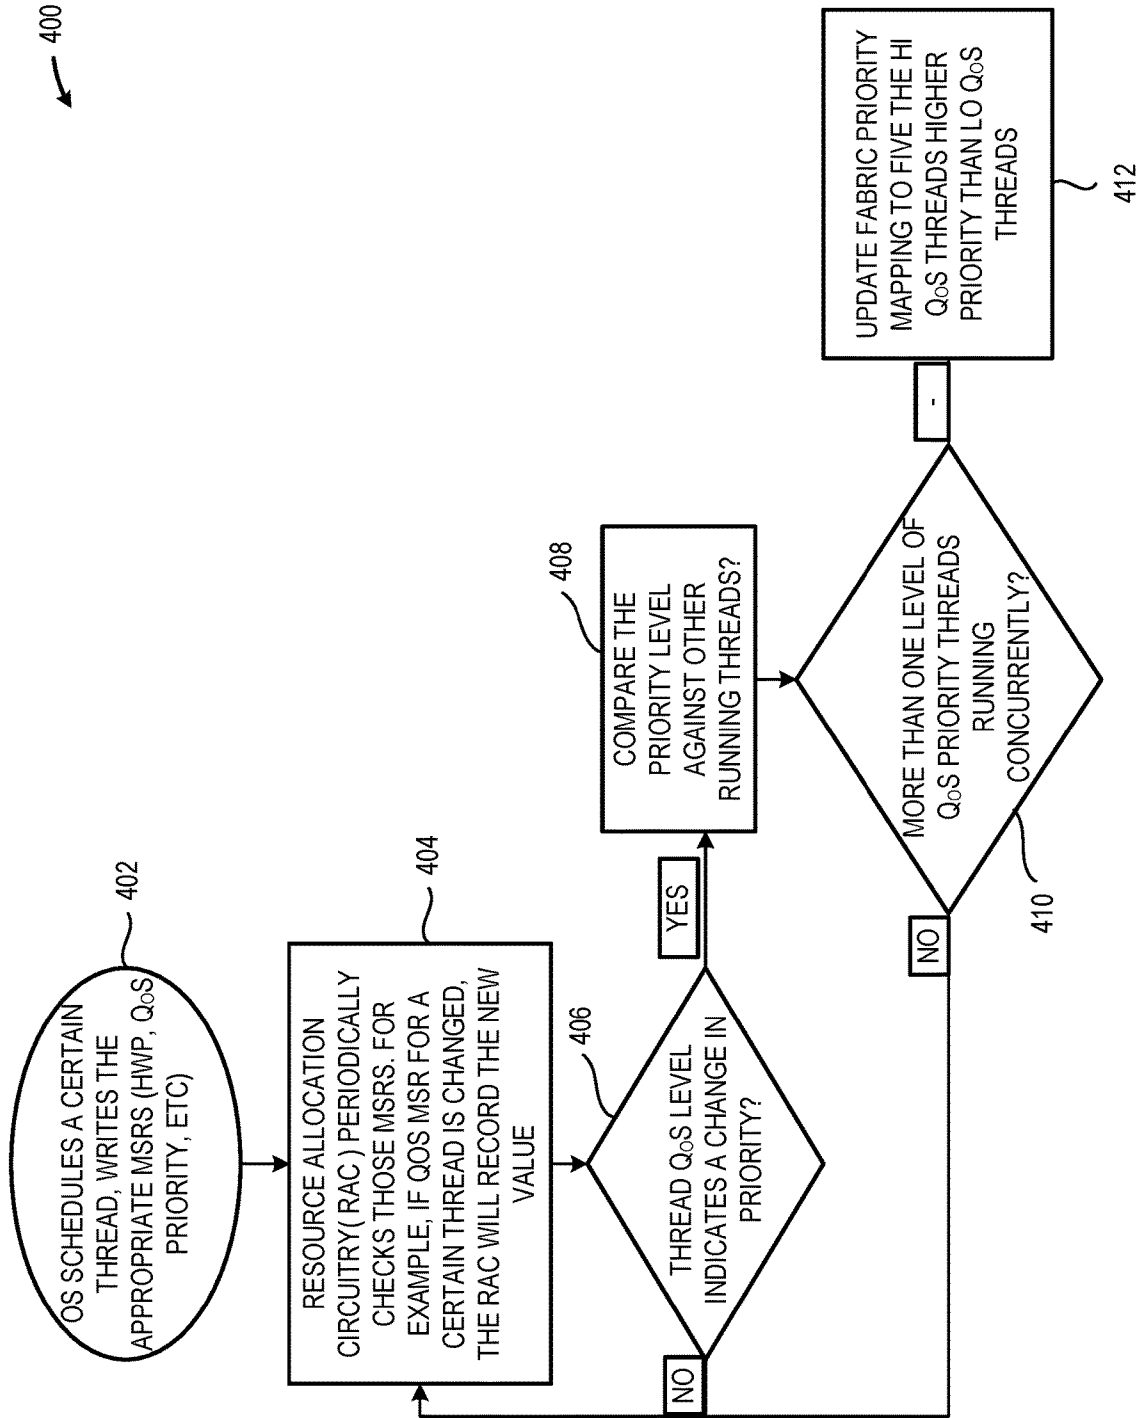 400
OS SCHEDULES A CERTAIN
THREAD, WRITES THE
APPROPRIATE MSRS (HWP, QoS
PRIORITY, ETC)
402
RESOURCE ALLOCATION
CIRCUITRY( RAC ) PERIODICALLY
CHECKS THOSE MSRS. FOR
EXAMPLE, IF QOS MSR FOR A
CERTAIN THREAD IS CHANGED,
THE RAC WILL RECORD THE NEW
VALUE
404
THREAD QoS LEVEL
INDICATES A CHANGE IN
PRIORITY?
406
NO
YES
COMPARE THE
PRIORITY LEVEL
AGAINST OTHER
RUNNING THREADS?
408
MORE THAN ONE LEVEL OF
QoS PRIORITY THREADS
RUNNING
CONCURRENTLY?
410
NO
-
UPDATE FABRIC PRIORITY
MAPPING TO FIVE THE HI
QoS THREADS HIGHER
PRIORITY THAN LO QoS
THREADS
412